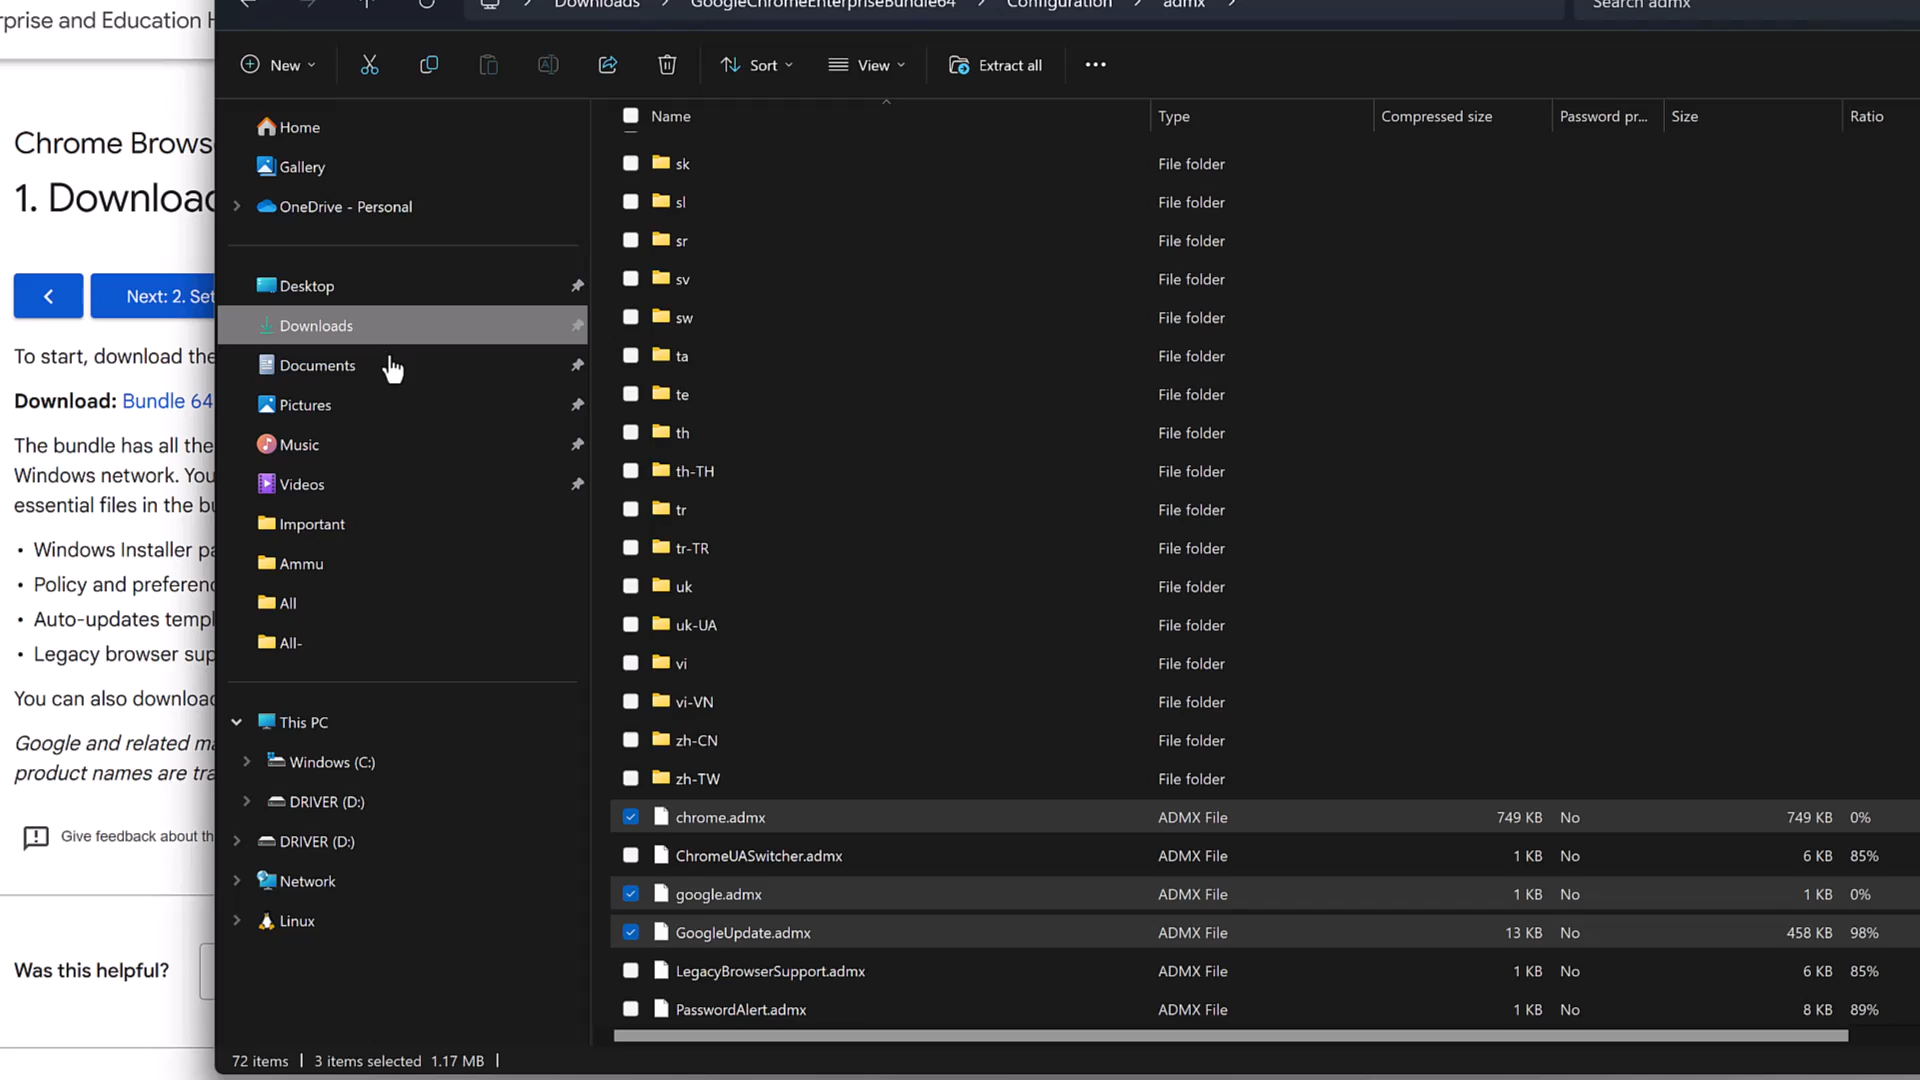 prise and Education H
Chrome Brows
1. Download
Next: 2. Set
To start, download the
Download: Bundle 64
The bundle has all the
Windows network. You
essential files in the bu
• Windows Installer pa
• Policy and preferenc
• Auto-updates templ
• Legacy browser sup
You can also download
Google and related ma
product names are tra
Give feedback about th
Was this helpful?
Downloads > GoogleChromeEnterpriseBundle64 > Configuration > admx >
Search admx
New
Sort
View
Extract all
Home
Gallery
OneDrive - Personal
Desktop
Downloads
Documents
Pictures
Music
Videos
Important
Ammu
All
All-
This PC
Windows (C:)
DRIVER (D:)
DRIVER (D:)
Network
Linux
Name Type Compressed size Password pr... Size Ratio
sk File folder
sl File folder
sr File folder
sv File folder
sw File folder
ta File folder
te File folder
th File folder
th-TH File folder
tr File folder
tr-TR File folder
uk File folder
uk-UA File folder
vi File folder
vi-VN File folder
zh-CN File folder
zh-TW File folder
chrome.admx ADMX File 749 KB No 749 KB 0%
ChromeUASwitcher.admx ADMX File 1 KB No 6 KB 85%
google.admx ADMX File 1 KB No 1 KB 0%
GoogleUpdate.admx ADMX File 13 KB No 458 KB 98%
LegacyBrowserSupport.admx ADMX File 1 KB No 6 KB 85%
PasswordAlert.admx ADMX File 1 KB No 8 KB 89%
72 items | 3 items selected 1.17 MB |